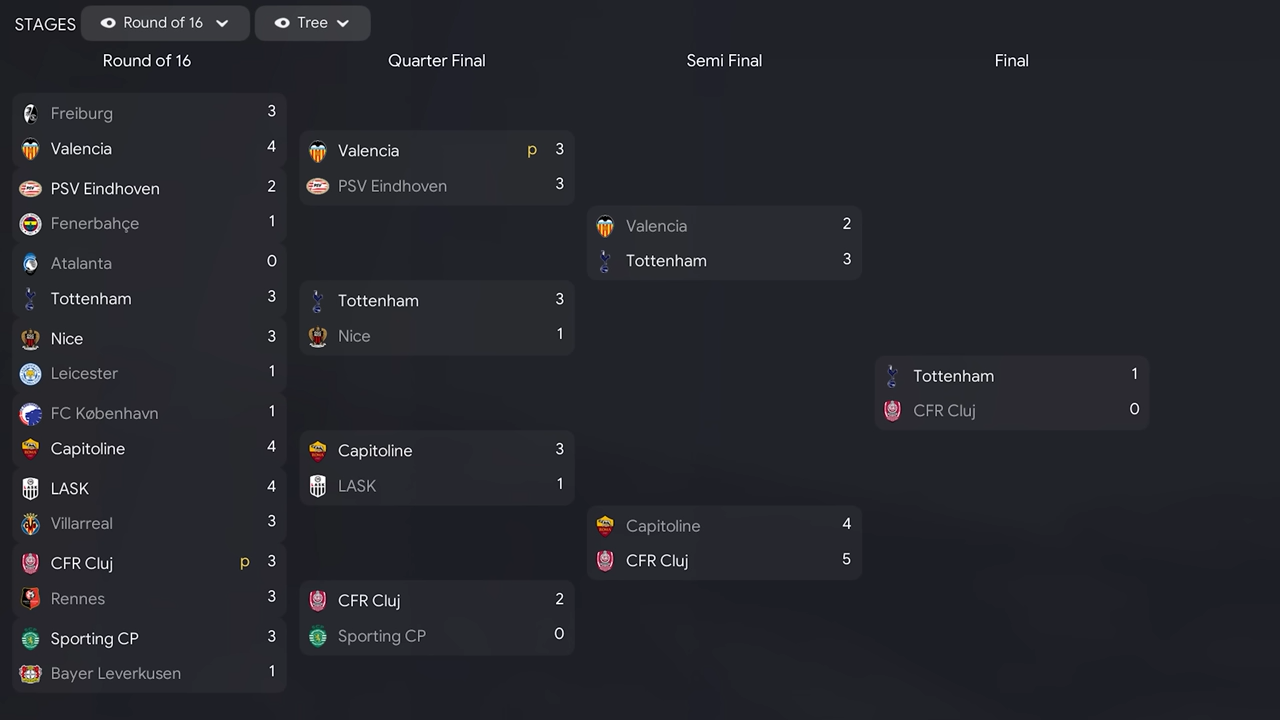 STAGES Round of 16 Tree
Round of 16 Quarter Final Semi Final Final
Freiburg 3
Valencia 4
PSV Eindhoven 2
Fenerbahçe 1
Atalanta 0
Tottenham 3
Nice 3
Leicester 1
FC København 1
Capitoline 4
LASK 4
Villarreal 3
CFR Cluj p 3
Rennes 3
Sporting CP 3
Bayer Leverkusen 1
Valencia p 3
PSV Eindhoven 3
Tottenham 3
Nice 1
Capitoline 3
LASK 1
CFR Cluj 2
Sporting CP 0
Valencia 2
Tottenham 3
Capitoline 4
CFR Cluj 5
Tottenham 1
CFR Cluj 0